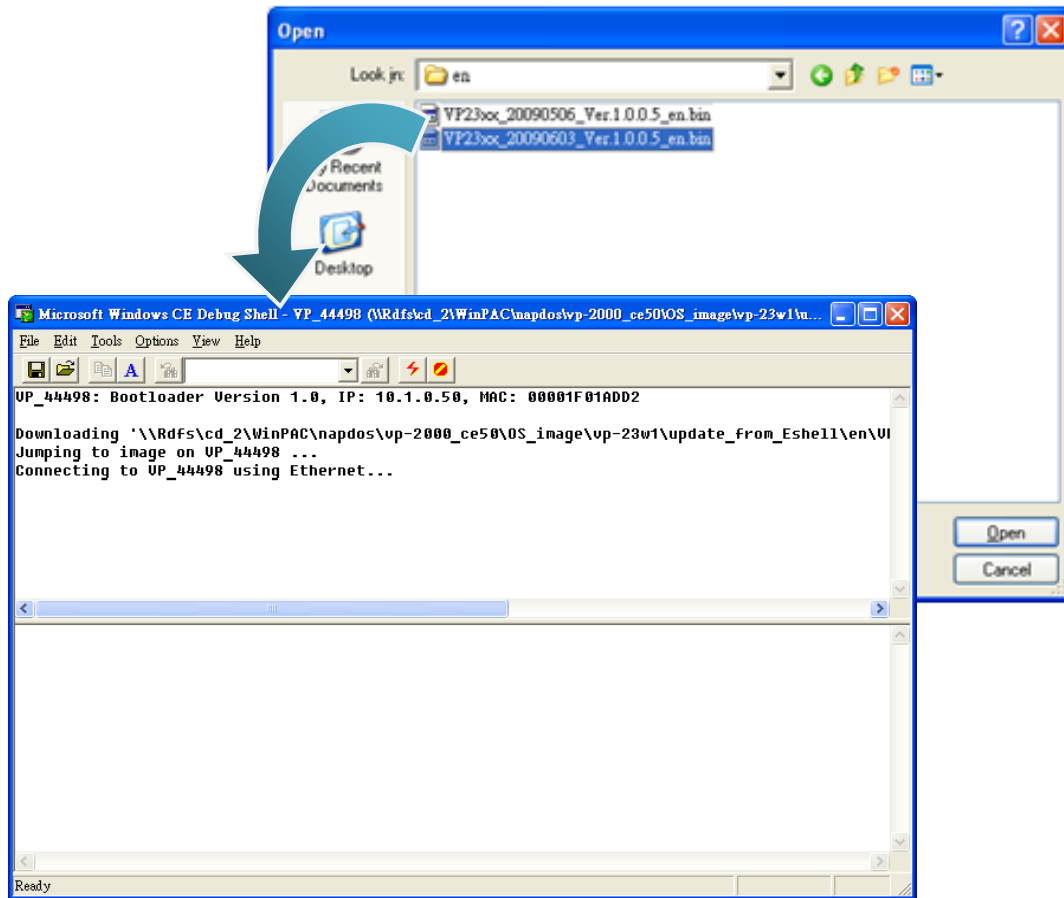 Open
Look in:
en
VP23xx_20090506_Ver.1.0.0.5_en.bin
VP23xx_20090603_Ver.1.0.0.5_en.bin
Recent
Documents
Desktop
Microsoft Windows CE Debug Shell - VP_44498 (\\Rdfs\cd_2\WinPAC\napdos\vp-2000_ce50\OS_image\vp-23w1\u...
File Edit Tools Options View Help
VP_44498: Bootloader Version 1.0, IP: 10.1.0.50, MAC: 00001F01ADD2
Downloading '\\Rdfs\cd_2\WinPAC\napdos\vp-2000_ce50\OS_image\vp-23w1\update_from_Eshell\en\
Jumping to image on VP_44498 ...
Connecting to VP_44498 using Ethernet...
Open
Cancel
Ready